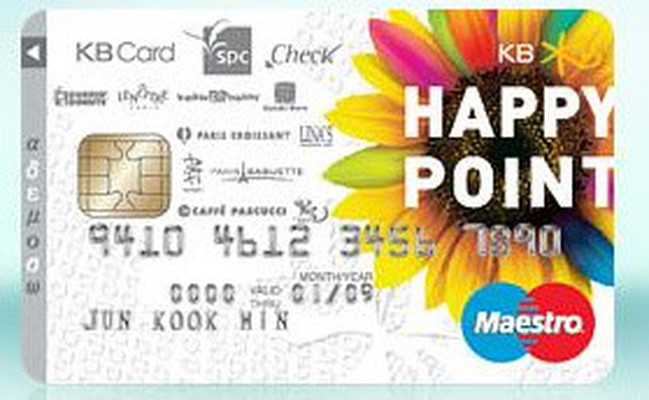 KB Card SPC Check
KB
HAPPY
POINT
PARIS CROISSANT LINA'S
PARIS BAGUETTE
CAFFÉ PASCUCCI
9410 4612 3456 7890
MONTH/YEAR
0000 VALID THRU 01/09
JUN KOOK MIN
Maestro
α
δ
ε
μ
ο
σ
ω